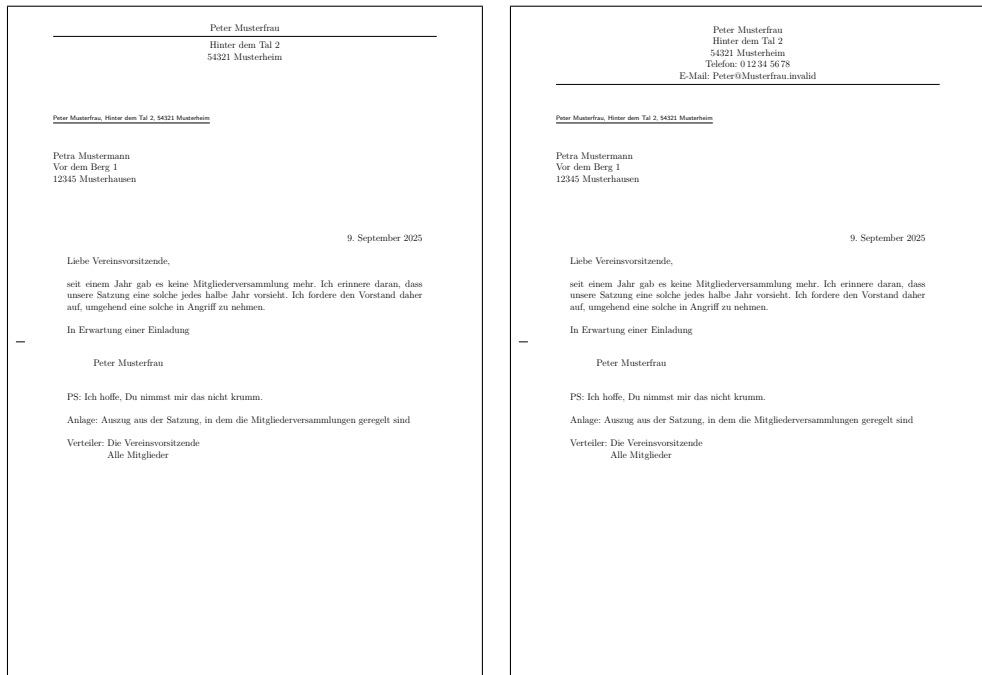 Peter Musterfrau
Hinter dem Tal 2
54321 Musterheim
Peter Musterfrau, Hinter dem Tal 2, 54321 Musterheim
Petra Mustermann
Vor dem Berg 1
12345 Musterhausen
9. September 2025
Liebe Vereinsvorsitzende,
seit einem Jahr gab es keine Mitgliederversammlung mehr. Ich erinnere daran, dass
unsere Satzung eine solche jedes halbe Jahr vorsieht. Ich fordere den Vorstand daher
auf, umgehend eine solche in Angriff zu nehmen.
In Erwartung einer Einladung
Peter Musterfrau
PS: Ich hoffe, Du nimmst mir das nicht krumm.
Anlage: Auszug aus der Satzung, in dem die Mitgliederversammlungen geregelt sind
Verteiler: Die Vereinsvorsitzende
Alle Mitglieder
Peter Musterfrau
Hinter dem Tal 2
54321 Musterheim
Telefon: 0 12 34 56 78
E-Mail: Peter@Musterfrau.invalid
Peter Musterfrau, Hinter dem Tal 2, 54321 Musterheim
Petra Mustermann
Vor dem Berg 1
12345 Musterhausen
9. September 2025
Liebe Vereinsvorsitzende,
seit einem Jahr gab es keine Mitgliederversammlung mehr. Ich erinnere daran, dass
unsere Satzung eine solche jedes halbe Jahr vorsieht. Ich fordere den Vorstand daher
auf, umgehend eine solche in Angriff zu nehmen.
In Erwartung einer Einladung
Peter Musterfrau
PS: Ich hoffe, Du nimmst mir das nicht krumm.
Anlage: Auszug aus der Satzung, in dem die Mitgliederversammlungen geregelt sind
Verteiler: Die Vereinsvorsitzende
Alle Mitglieder